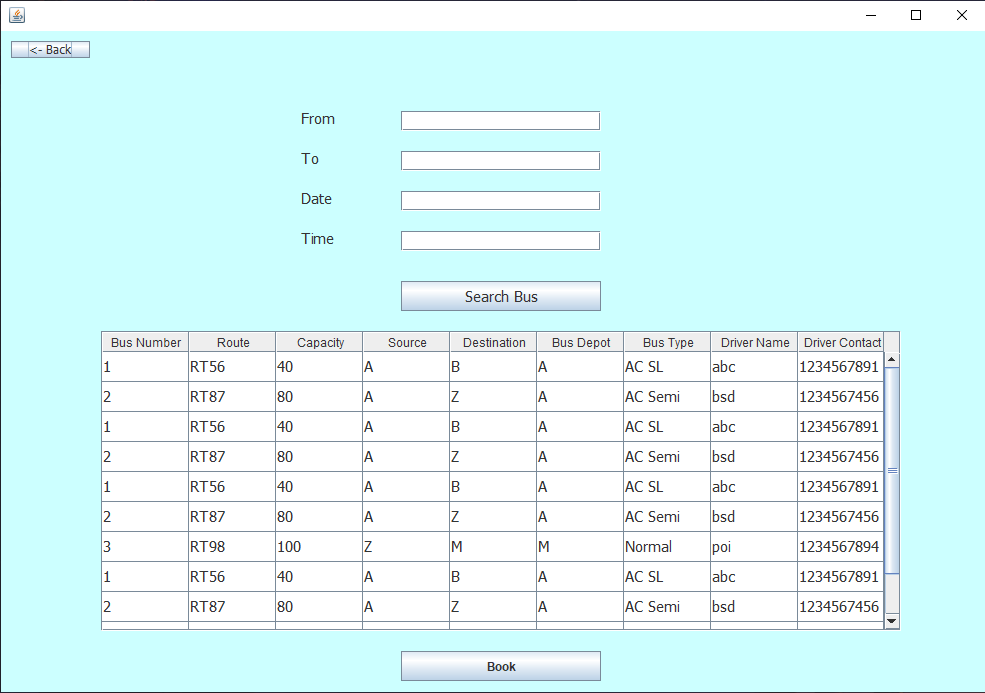 <- Back
From
To
Date
Time
Search Bus
Bus Number Route Capacity Source Destination Bus Depot Bus Type Driver Name Driver Contact
1 RT56 40 A B A AC SL abc 1234567891
2 RT87 80 A Z A AC Semi bsd 1234567456
1 RT56 40 A B A AC SL abc 1234567891
2 RT87 80 A Z A AC Semi bsd 1234567456
1 RT56 40 A B A AC SL abc 1234567891
2 RT87 80 A Z A AC Semi bsd 1234567456
3 RT98 100 Z M M Normal poi 1234567894
1 RT56 40 A B A AC SL abc 1234567891
2 RT87 80 A Z A AC Semi bsd 1234567456
Book